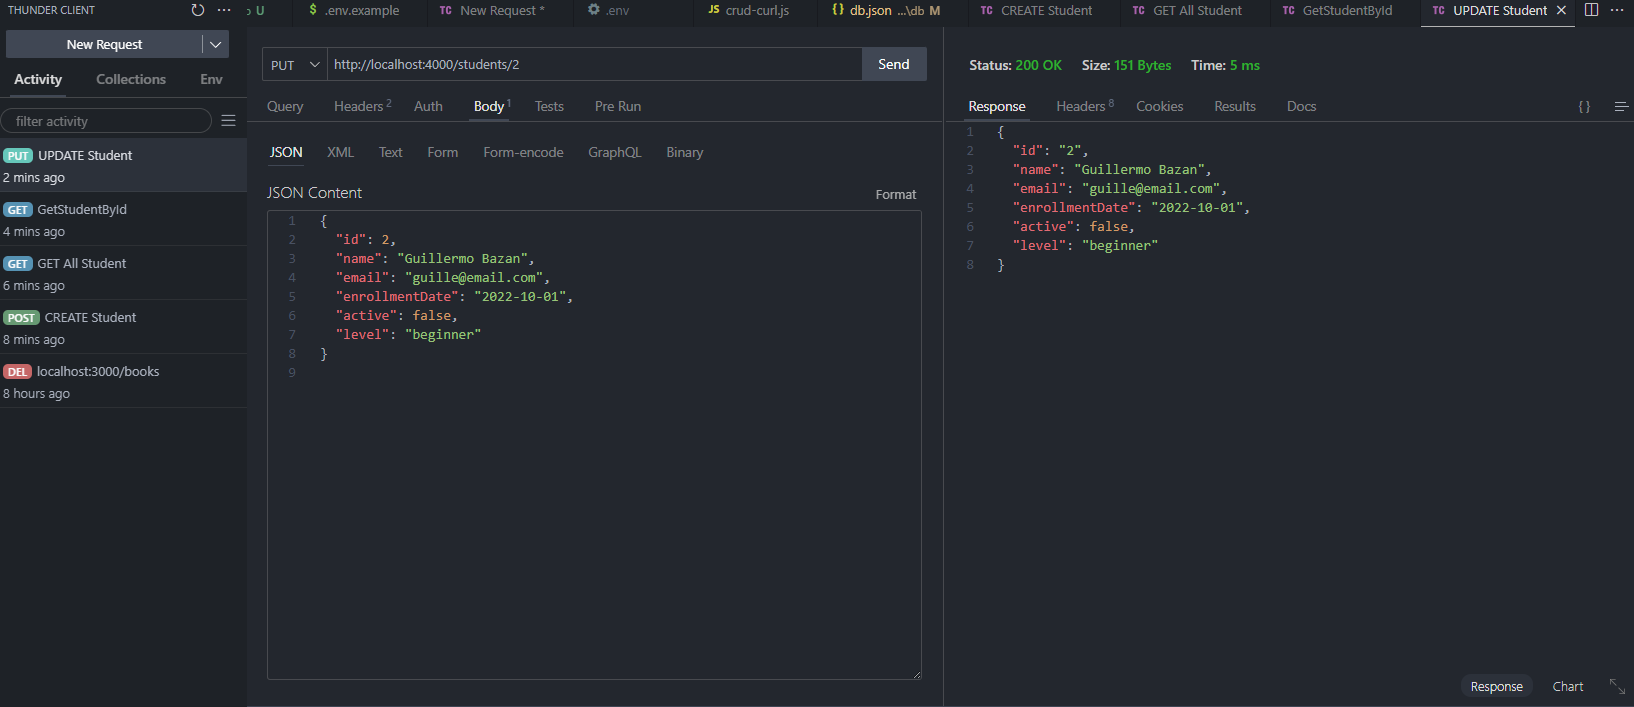 THUNDER CLIENT
New Request
Activity Collections Env
filter activity
PUT UPDATE Student
2 mins ago
GET GetStudentById
4 mins ago
GET GET All Student
6 mins ago
POST CREATE Student
8 mins ago
DEL localhost:3000/books
8 hours ago
U $ .env.example TC New Request * .env JS crud-curl.js {} db.json ...\db M TC CREATE Student TC GET All Student TC GetStudentById TC UPDATE Student
PUT http://localhost:4000/students/2 Send
Query Headers 2 Auth Body 1 Tests Pre Run
JSON XML Text Form Form-encode GraphQL Binary
JSON Content Format
1 {
2 "id": 2,
3 "name": "Guillermo Bazan",
4 "email": "guille@email.com",
5 "enrollmentDate": "2022-10-01",
6 "active": false,
7 "level": "beginner"
8 }
9
Status: 200 OK Size: 151 Bytes Time: 5 ms
Response Headers 8 Cookies Results Docs {}
1 {
2 "id": "2",
3 "name": "Guillermo Bazan",
4 "email": "guille@email.com",
5 "enrollmentDate": "2022-10-01",
6 "active": false,
7 "level": "beginner"
8 }
Response Chart